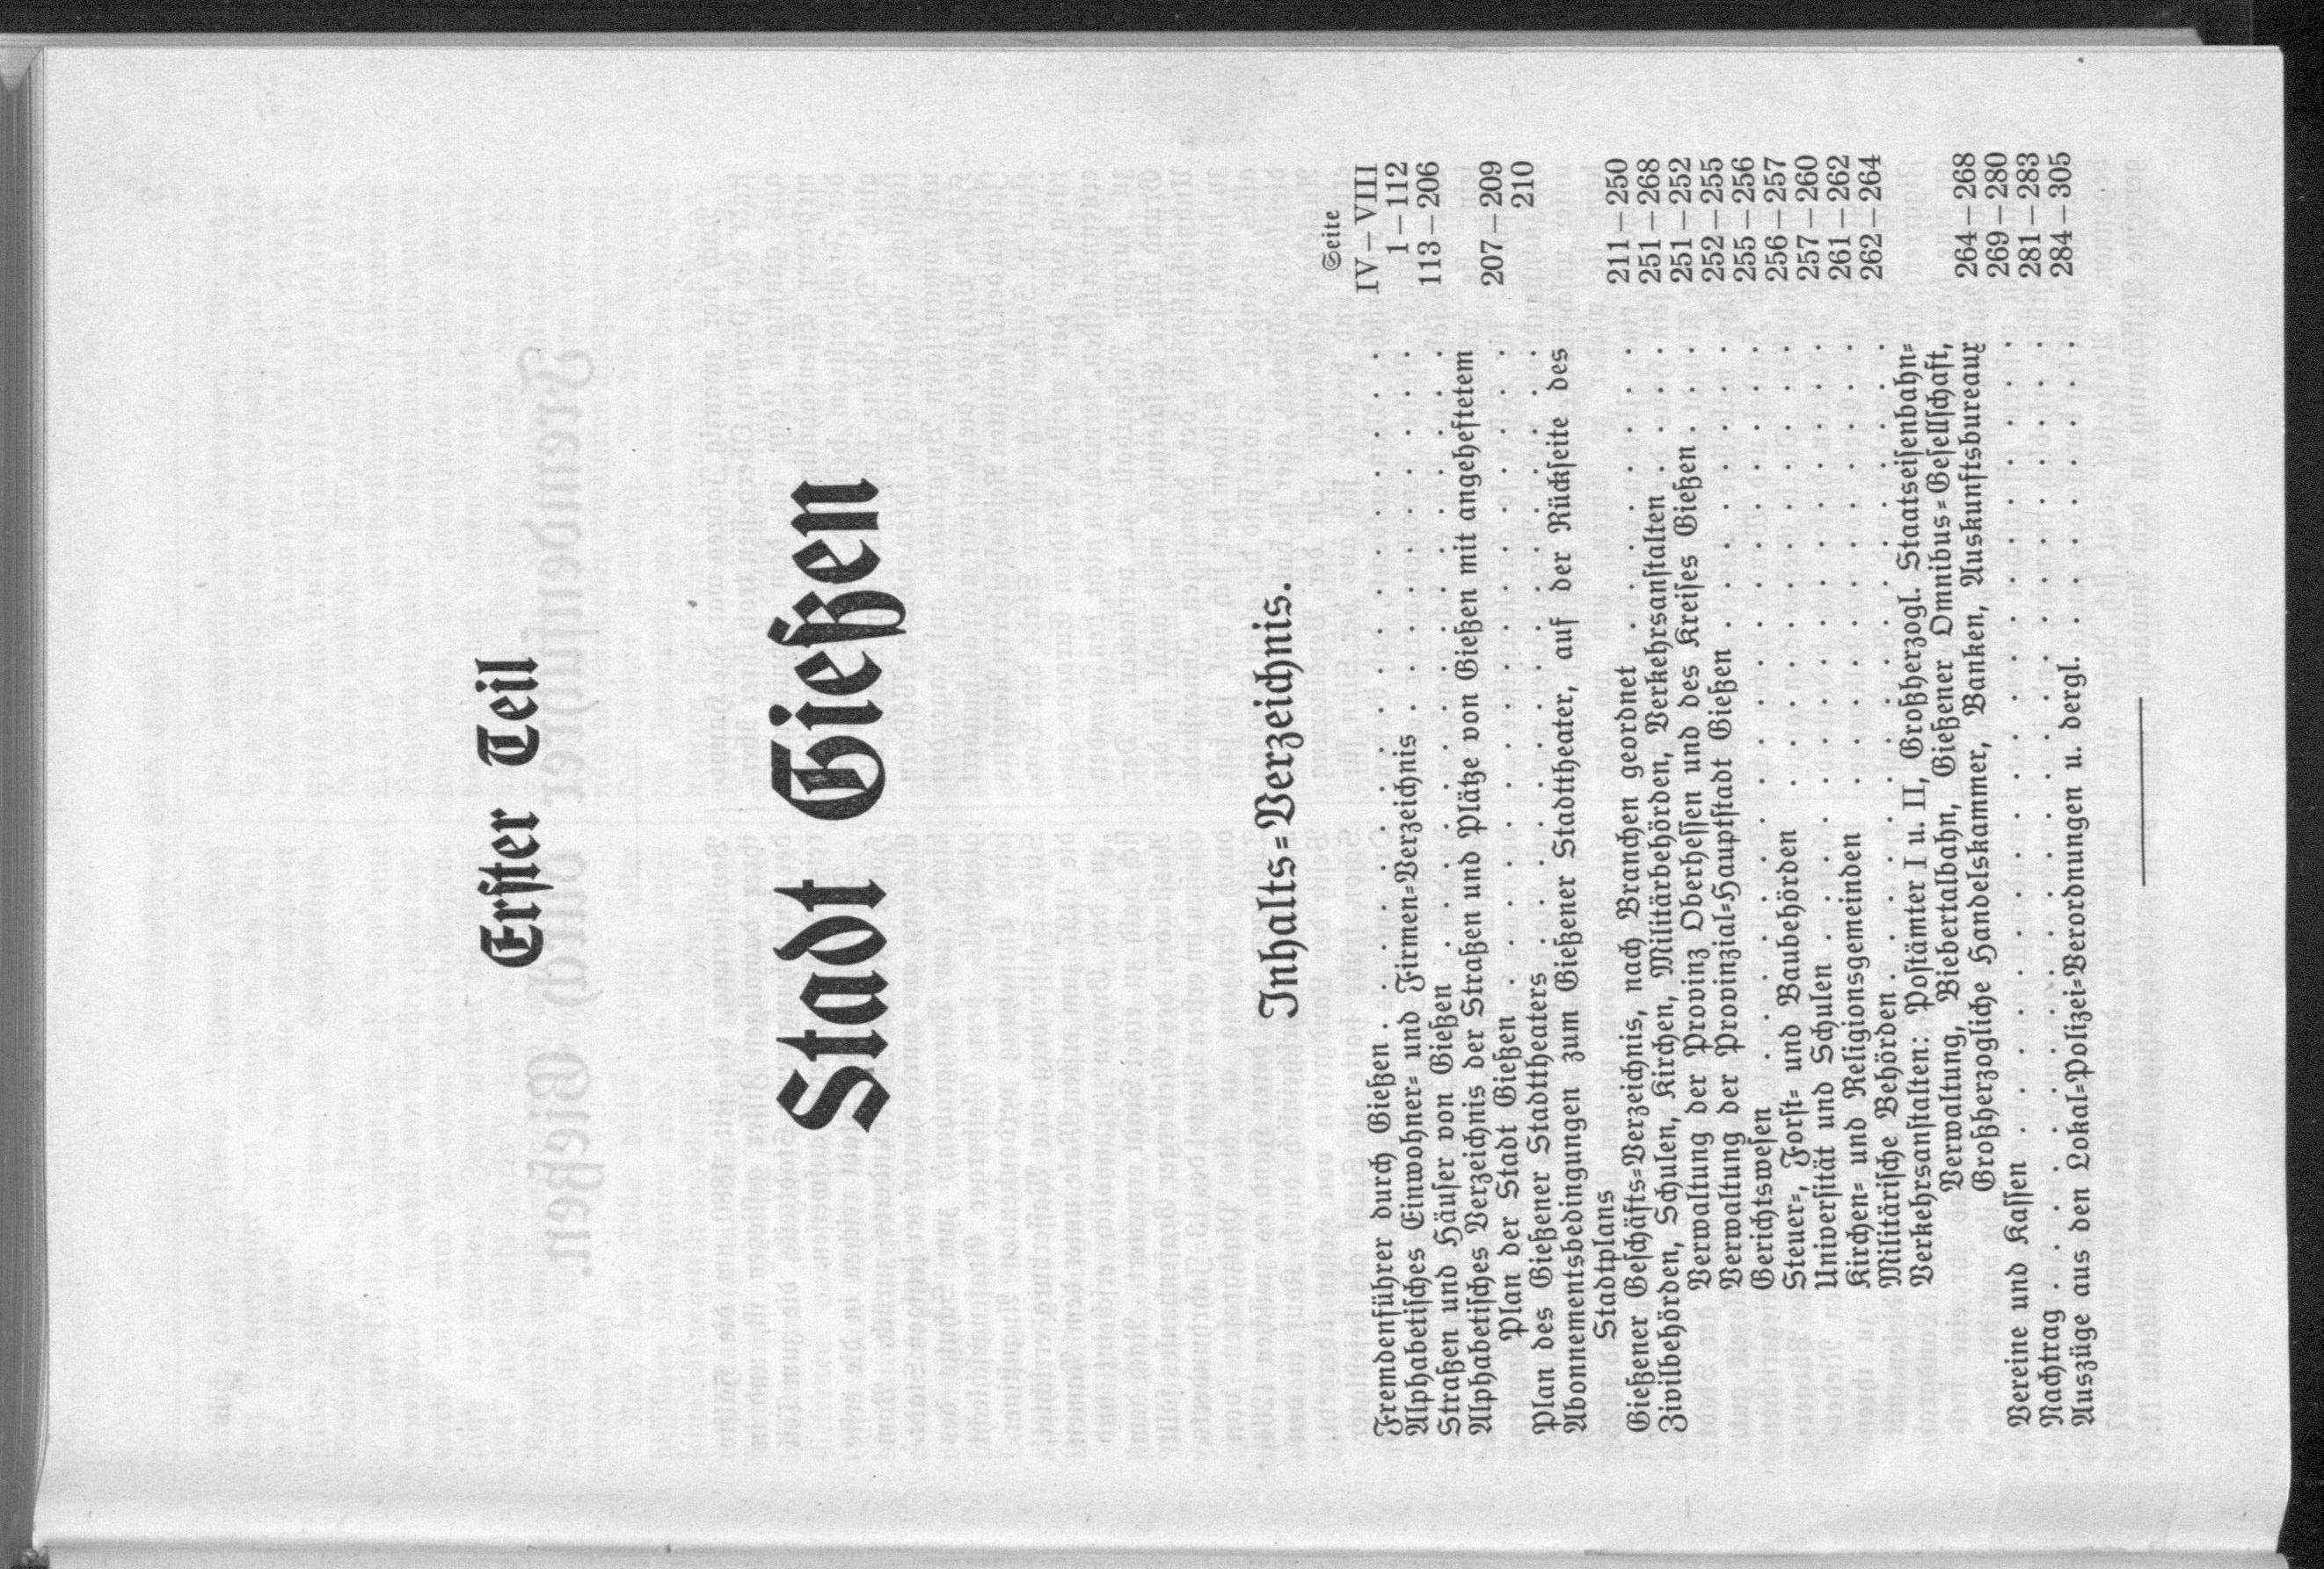 Erster Teil
Stadt Gießen
Inhalts=Verzeichnis.
Seite
Fremdenführer durch Gießen . . . . . . . . . . IV–VIII
Alphabetisches Einwohner= und Firmen=Verzeichnis . . . . . . 1–112
Straßen und Häuser von Gießen . . . . . . . . . 113–206
Alphabetisches Verzeichnis der Straßen und Plätze von Gießen mit angeheftetem
Plan der Stadt Gießen . . . . . . . . . 207–209
Plan des Gießener Stadttheaters . . . . . . . . . 210
Abonnementsbedingungen zum Gießener Stadttheater, auf der Rückseite des
Stadtplans
Gießener Geschäfts=Verzeichnis, nach Branchen geordnet . . . . . 211–250
Zivilbehörden, Schulen, Kirchen, Militärbehörden, Verkehrsanstalten . . . 251–268
Verwaltung der Provinz Oberhessen und des Kreises Gießen . . 251–252
Verwaltung der Provinzial=Hauptstadt Gießen . . . . . 252–255
Gerichtswesen . . . . . . . . . . . 255–256
Steuer=, Forst= und Baubehörden . . . . . . . 256–257
Universität und Schulen . . . . . . . . . 257–260
Kirchen= und Religionsgemeinden . . . . . . . 261–262
Militärische Behörden . . . . . . . . . 262–264
Verkehrsanstalten: Postämter I u. II, Großherzogl. Staatseisenbahn=
Verwaltung, Biebertalbahn, Gießener Omnibus=Gesellschaft,
Großherzogliche Handelskammer, Banken, Auskunftsbureaux 264–268
Vereine und Kassen . . . . . . . . . . . 269–280
Nachtrag . . . . . . . . . . . . . 281–283
Auszüge aus den Lokal=Polizei=Verordnungen u. dergl. . . . . . 284–305